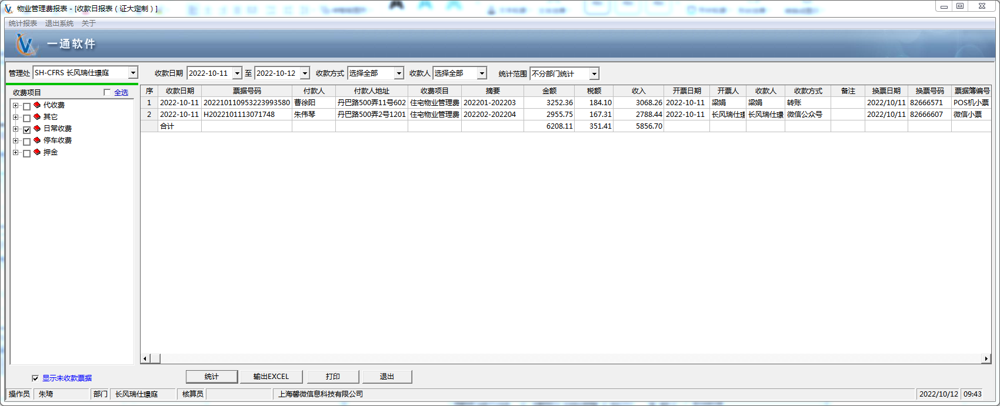 物业管理费报表 - [收款日报表（证大定制）]
统计报表 退出系统 关于
一通软件
管理处 SH-CFRS 长风瑞仕璟庭 收款日期 2022-10-11 至 2022-10-12 收款方式 选择全部 收款人 选择全部 统计范围 不分部门统计
收费项目 全选
代收费
其它
日常收费
停车收费
押金
序 收款日期 票据号码 付款人 付款人地址 收费项目 摘要 金额 税额 收入 开票日期 开票人 收款人 收款方式 备注 换票日期 换票号码 票据簿编号
1 2022-10-11 20221011095322399358​0 曹徐阳 丹巴路500弄11号602 住宅物业管理费 202201-202203 3252.36 184.10 3068.26 2022-10-11 梁娟 梁娟 转账 2022/10/11 82666571 POS机小票
2 2022-10-11 H2022101113071748 朱伟琴 丹巴路500弄2号1201 住宅物业管理费 202202-202204 2955.75 167.31 2788.44 2022-10-11 长风瑞仕璟 长风瑞仕璟 微信公众号 2022/10/11 82666607 微信小票
合计 6208.11 351.41 5856.70
显示未收款票据 统计 输出EXCEL 打印 退出
操作员 朱琦 部门 长风瑞仕璟庭 核算员 上海馨微信息科技有限公司 2022/10/12 09:43